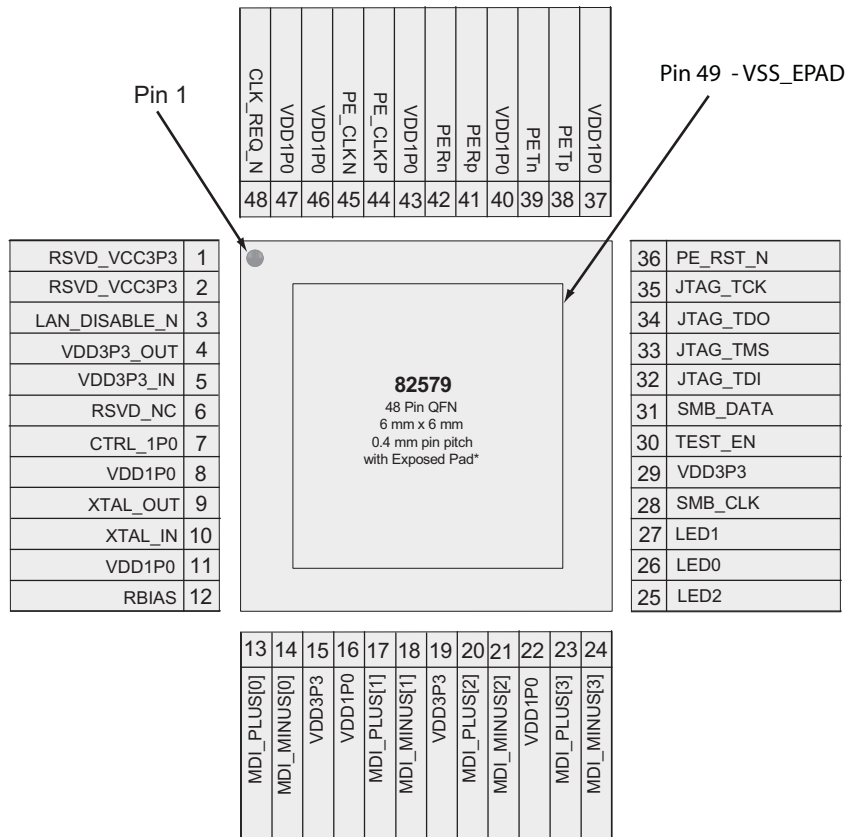 Pin 1
Pin 49 - VSS_EPAD
CLK_REQ_N
VDD1P0
VDD1P0
PE_CLKN
PE_CLKP
VDD1P0
PERn
PERp
VDD1P0
PETn
PETp
VDD1P0
48 47 46 45 44 43 42 41 40 39 38 37
RSVD_VCC3P3 1
RSVD_VCC3P3 2
LAN_DISABLE_N 3
VDD3P3_OUT 4
VDD3P3_IN 5
RSVD_NC 6
CTRL_1P0 7
VDD1P0 8
XTAL_OUT 9
XTAL_IN 10
VDD1P0 11
RBIAS 12
82579
48 Pin QFN
6 mm x 6 mm
0.4 mm pin pitch
with Exposed Pad*
36 PE_RST_N
35 JTAG_TCK
34 JTAG_TDO
33 JTAG_TMS
32 JTAG_TDI
31 SMB_DATA
30 TEST_EN
29 VDD3P3
28 SMB_CLK
27 LED1
26 LED0
25 LED2
13 14 15 16 17 18 19 20 21 22 23 24
MDI_PLUS[0]
MDI_MINUS[0]
VDD3P3
VDD1P0
MDI_PLUS[1]
MDI_MINUS[1]
VDD3P3
MDI_PLUS[2]
MDI_MINUS[2]
VDD1P0
MDI_PLUS[3]
MDI_MINUS[3]